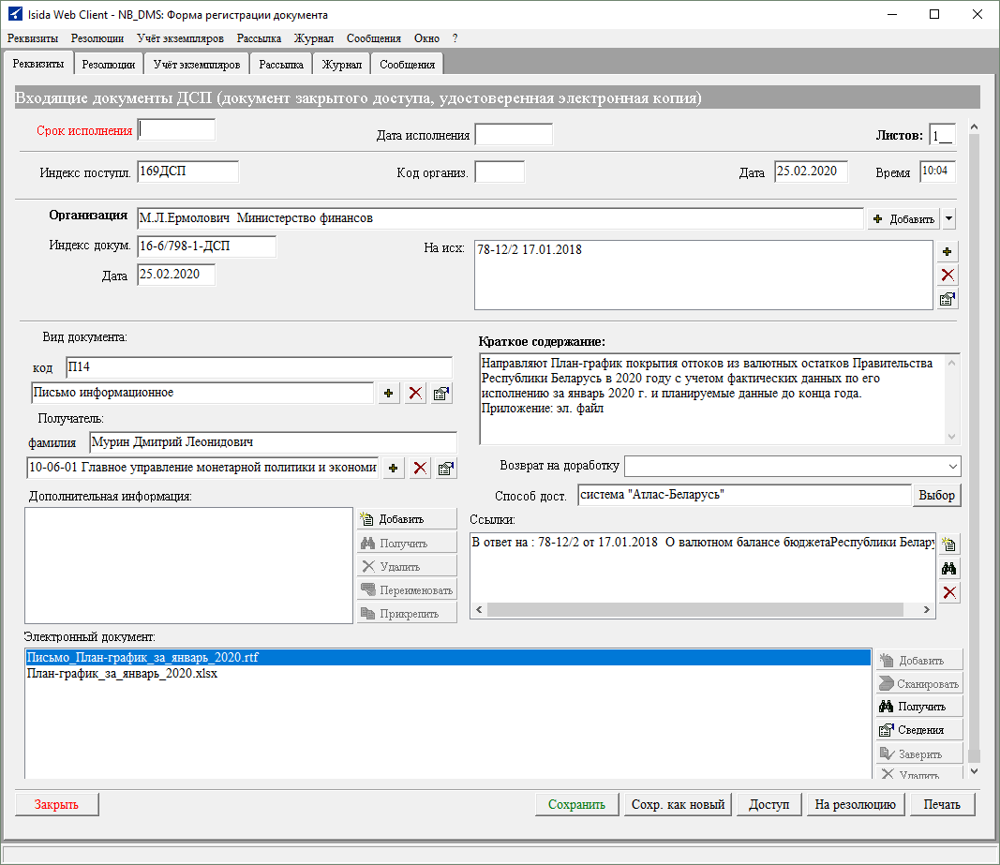 Isida Web Client - NB_DMS: Форма регистрации документа
Реквизиты Резолюции Учёт экземпляров Рассылка Журнал Сообщения Окно ?
Реквизиты Резолюции Учёт экземпляров Рассылка Журнал Сообщения
Входящие документы ДСП (документ закрытого доступа, удостоверенная электронная копия)
Срок исполнения Дата исполнения Листов: 1__
Индекс поступл. 169ДСП Код организ. Дата 25.02.2020 Время 10:04
Организация М.Л.Ермолович Министерство финансов Добавить
Индекс докум. 16-6/798-1-ДСП На исх: 78-12/2 17.01.2018
Дата 25.02.2020
Вид документа:
код П14
Письмо информационное
Получатель:
фамилия Мурин Дмитрий Леонидович
10-06-01 Главное управление монетарной политики и экономи
Краткое содержание:
Направляют План-график покрытия оттоков из валютных остатков Правительства
Республики Беларусь в 2020 году с учетом фактических данных по его
исполнению за январь 2020 г. и планируемые данные до конца года.
Приложение: эл. файл
Возврат на доработку
Способ дост. система "Атлас-Беларусь" Выбор
Дополнительная информация:
Добавить
Получить
Удалить
Переименовать
Прикрепить
Ссылки:
В ответ на : 78-12/2 от 17.01.2018 О валютном балансе бюджетаРеспублики Белару
Электронный документ:
Письмо_План-график_за_январь_2020.rtf
План-график_за_январь_2020.xlsx
Добавить
Сканировать
Получить
Сведения
Заверить
Удалить
Закрыть Сохранить Сохр. как новый Доступ На резолюцию Печать